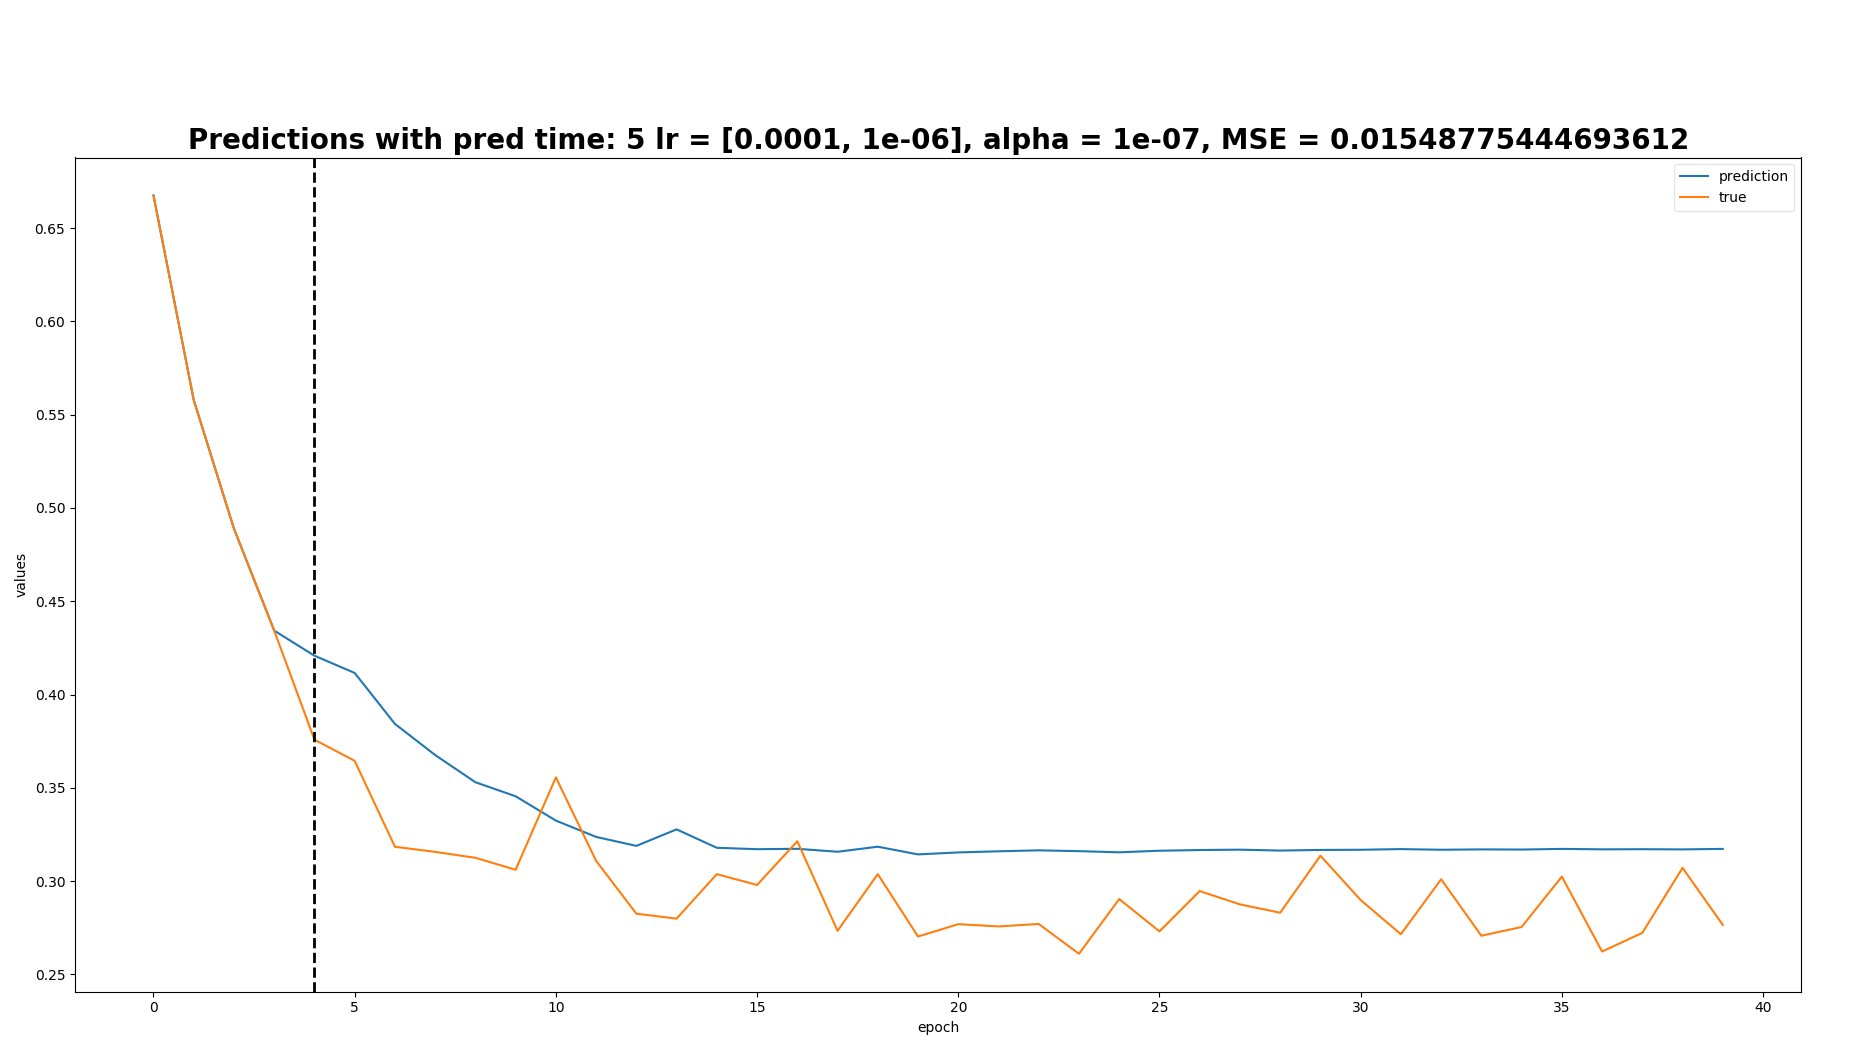 Predictions with pred time: 5 lr = [0.0001, 1e-06], alpha = 1e-07, MSE = 0.01548775444693612
prediction
true
0.65
0.60
0.55
0.50
0.45
0.40
0.35
0.30
0.25
values
0 5 10 15 20 25 30 35 40
epoch